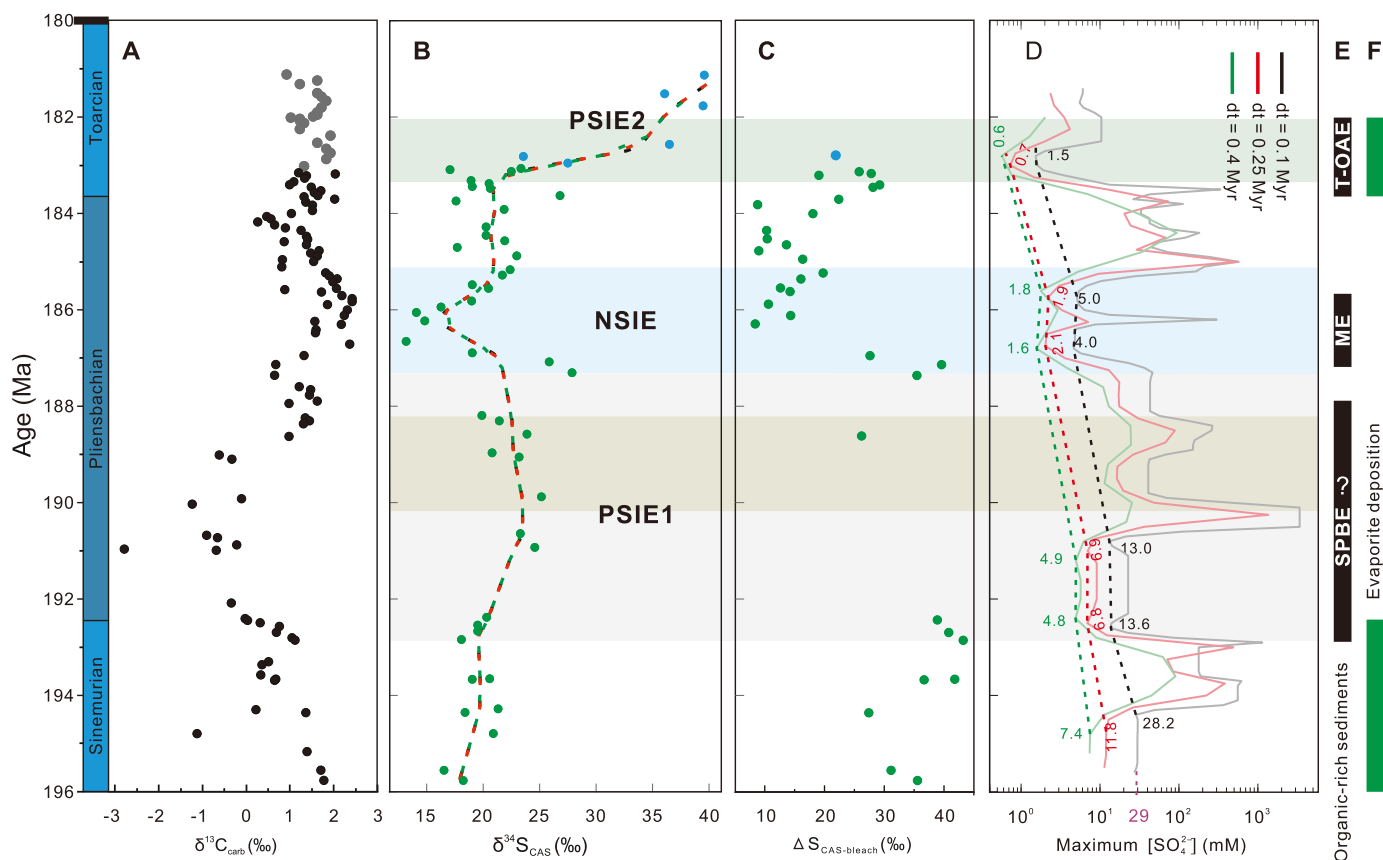 A
B
C
D
E
F
180
182
184
186
188
190
192
194
196
Age (Ma)
Toarcian
Pliensbachian
Sinemurian
PSIE2
NSIE
PSIE1
dt = 0.4 Myr
dt = 0.25 Myr
dt = 0.1 Myr
0.6
0.7
1.5
1.8
1.9
5.0
1.6
2.1
4.0
4.9
6.9
13.0
4.8
6.8
13.6
7.4
11.8
28.2
T-OAE
ME
SPBE ?
Organic-rich sediments
Evaporite deposition
-3 -2 -1 0 1 2 3
δ¹³Ccarb (‰)
15 20 25 30 35 40
δ³⁴SCAS (‰)
10 20 30 40
Δ SCAS-bleach (‰)
10⁰ 10¹ 29 10² 10³
Maximum [SO₄²⁻] (mM)